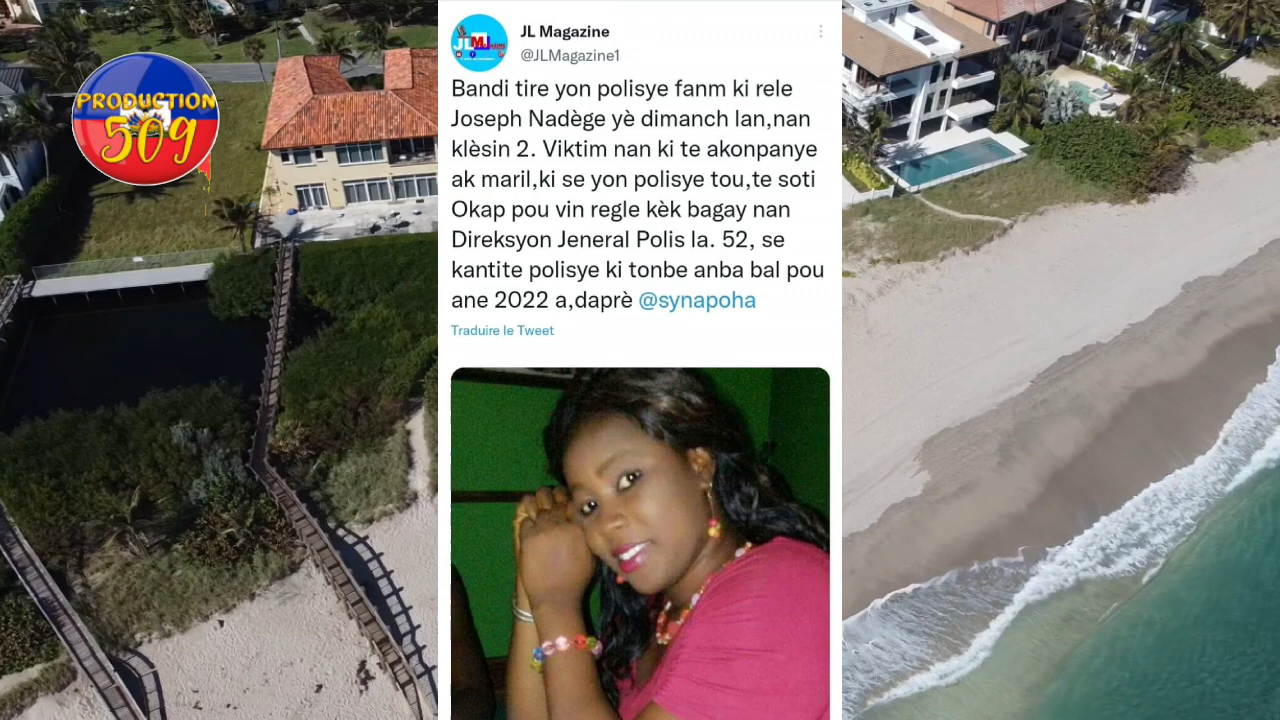 PRODUCTION
509
JL Magazine
@JLMagazine1
Bandi tire yon polisye fanm ki rele
Joseph Nadège yè dimanch lan,nan
klèsin 2. Viktim nan ki te akonpanye
ak maril,ki se yon polisye tou,te soti
Okap pou vin regle kèk bagay nan
Direksyon Jeneral Polis la. 52, se
kantite polisye ki tonbe anba bal pou
ane 2022 a,daprè @synapoha
Traduire le Tweet